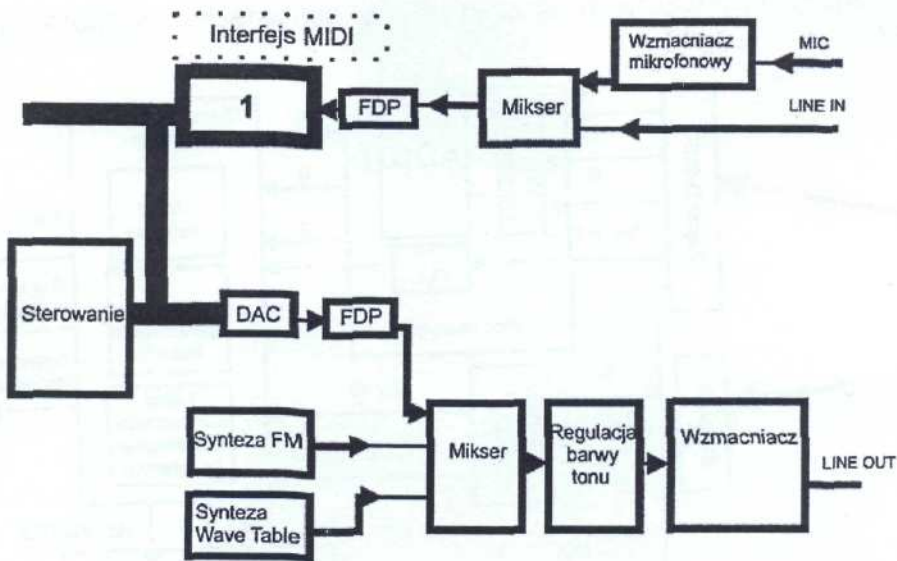 Interfejs MIDI
1
FDP
Mikser
Wzmacniacz
mikrofonowy
MIC
LINE IN
Sterowanie
DAC
FDP
Synteza FM
Synteza
Wave Table
Mikser
Regulacja
barwy
tonu
Wzmacniacz
LINE OUT